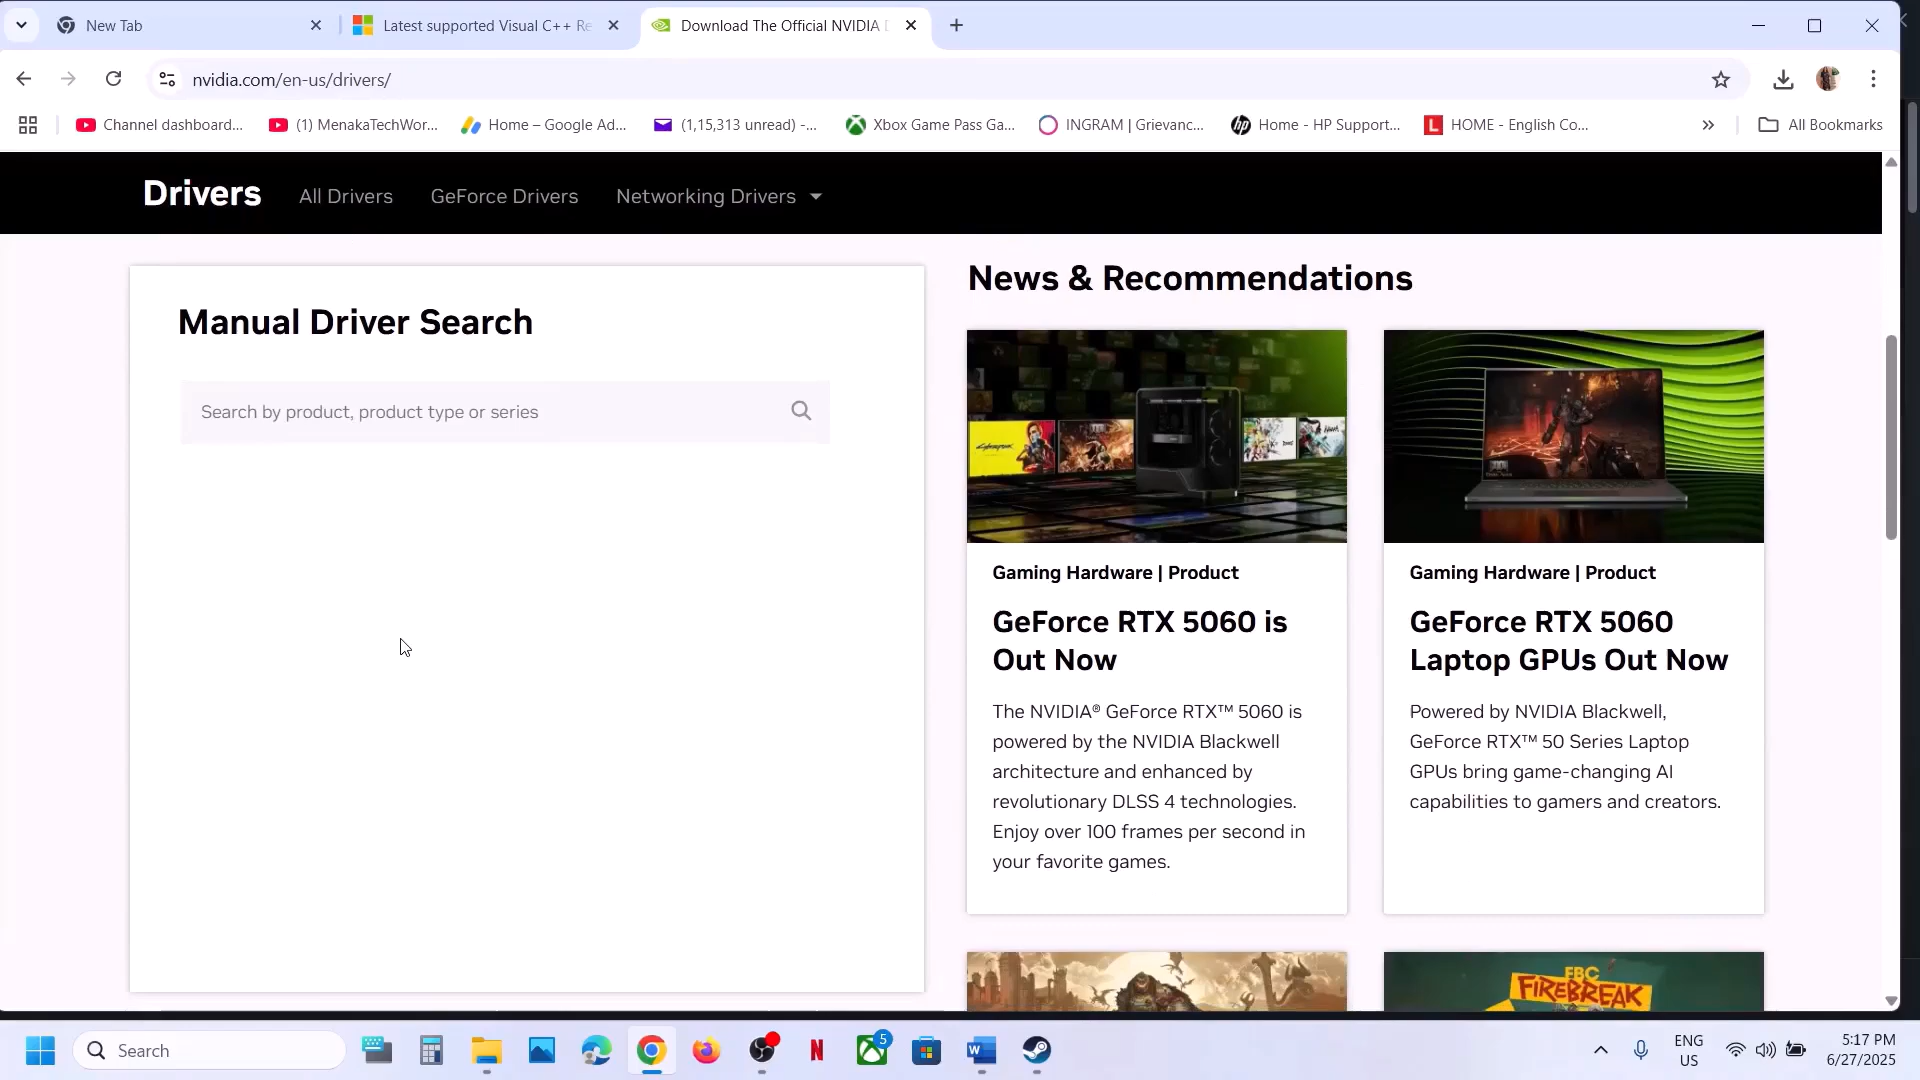 New Tab
Latest supported Visual C++ Re
Download The Official NVIDIA D
nvidia.com/en-us/drivers/
Channel dashboard...
(1) MenakaTechWor...
Home – Google Ad...
(1,15,313 unread) -...
Xbox Game Pass Ga...
INGRAM | Grievanc...
Home - HP Support...
HOME - English Co...
All Bookmarks
Drivers
All Drivers
GeForce Drivers
Networking Drivers
Manual Driver Search
Search by product, product type or series
News & Recommendations
Gaming Hardware | Product
GeForce RTX 5060 is
Out Now
The NVIDIA® GeForce RTX™ 5060 is
powered by the NVIDIA Blackwell
architecture and enhanced by
revolutionary DLSS 4 technologies.
Enjoy over 100 frames per second in
your favorite games.
Gaming Hardware | Product
GeForce RTX 5060
Laptop GPUs Out Now
Powered by NVIDIA Blackwell,
GeForce RTX™ 50 Series Laptop
GPUs bring game-changing AI
capabilities to gamers and creators.
FBC
FIREBREAK
Search
5
ENG
US
5:17 PM
6/27/2025